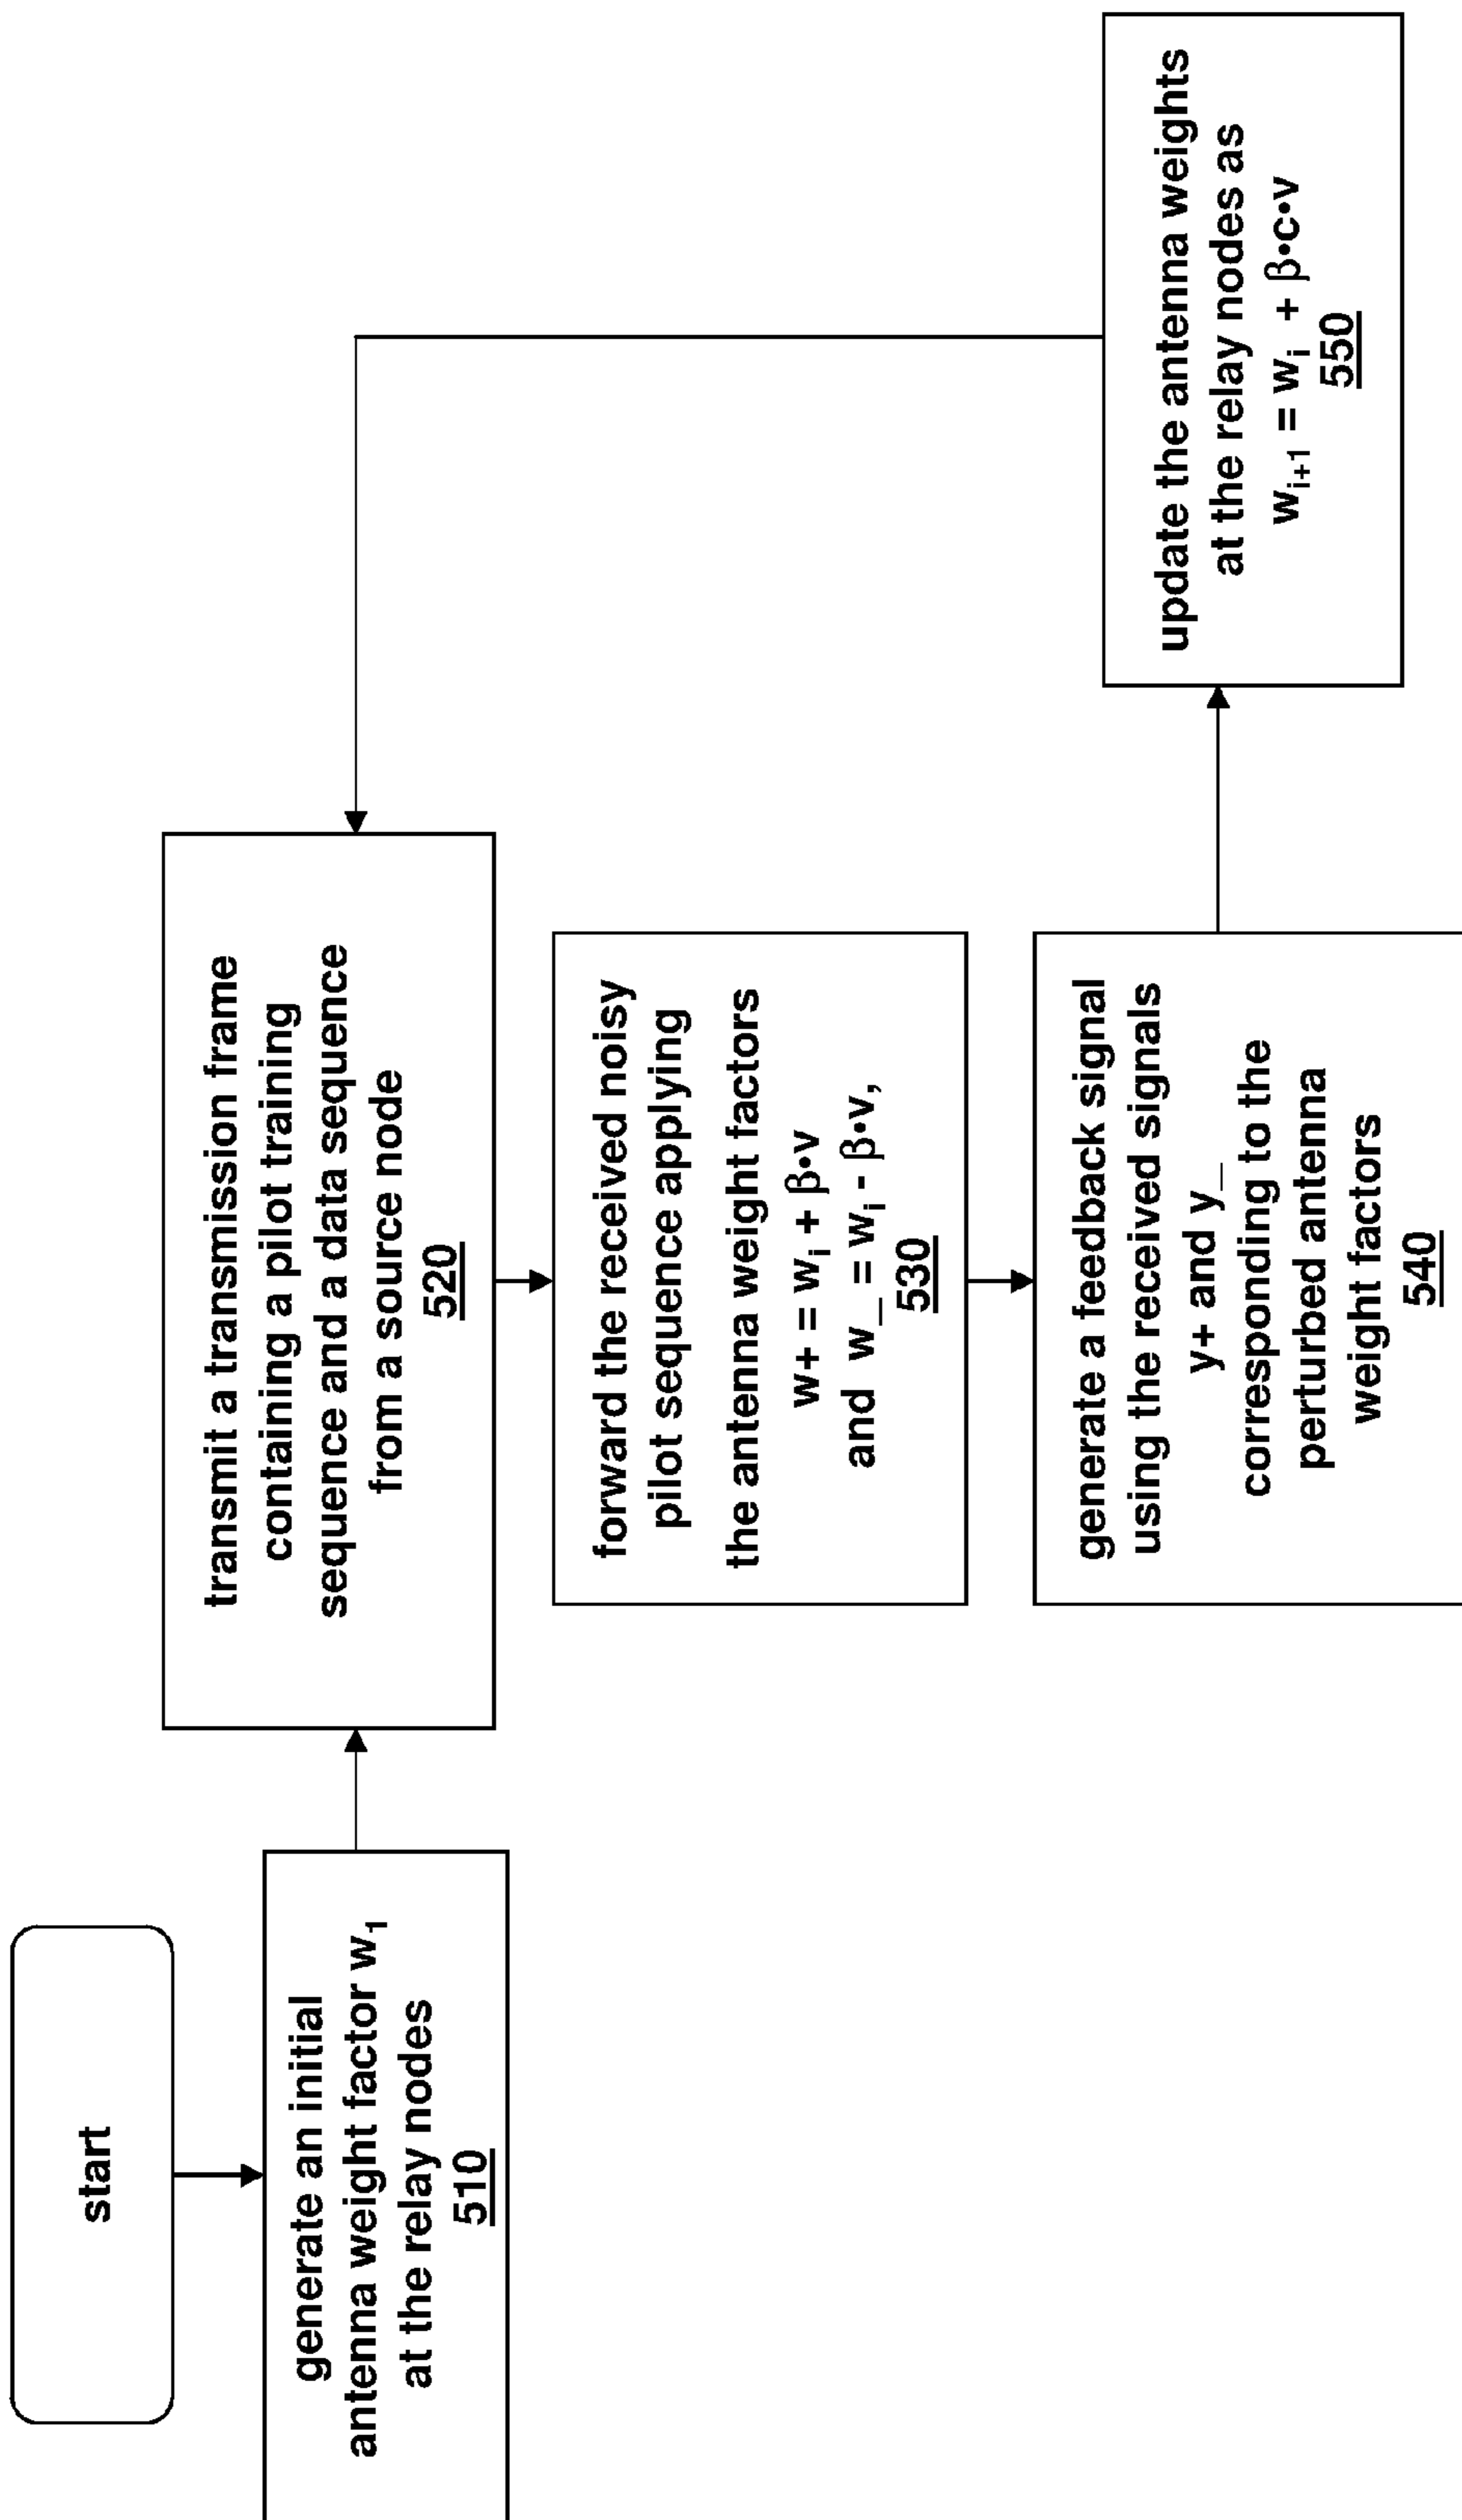 start
generate an initial
antenna weight factor w₁
at the relay nodes
510
transmit a transmission frame
containing a pilot training
sequence and a data sequence
from a source node
520
forward the received noisy
pilot sequence applying
the antenna weight factors
w+ = wᵢ + β•v
and w_ = wᵢ - β•v,
530
generate a feedback signal
using the received signals
y+ and y_
corresponding to the
perturbed antenna
weight factors
540
update the antenna weights
at the relay nodes as
wᵢ₊₁ = wᵢ + β•c•v
550